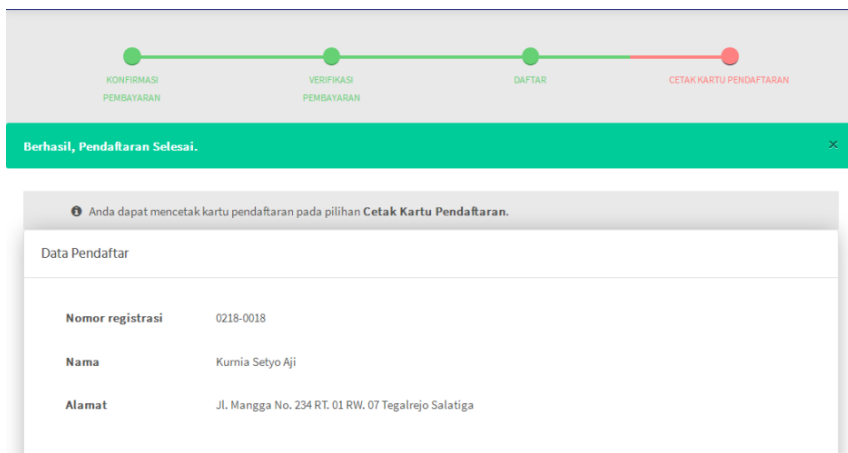 KONFIRMASI
PEMBAYARAN
VERIFIKASI
PEMBAYARAN
DAFTAR
CETAK KARTU PENDAFTARAN
Berhasil, Pendaftaran Selesai.
×
Anda dapat mencetak kartu pendaftaran pada pilihan Cetak Kartu Pendaftaran.
Data Pendaftar
Nomor registrasi 0218-0018
Nama Kurnia Setyo Aji
Alamat Jl. Mangga No. 234 RT. 01 RW. 07 Tegalrejo Salatiga